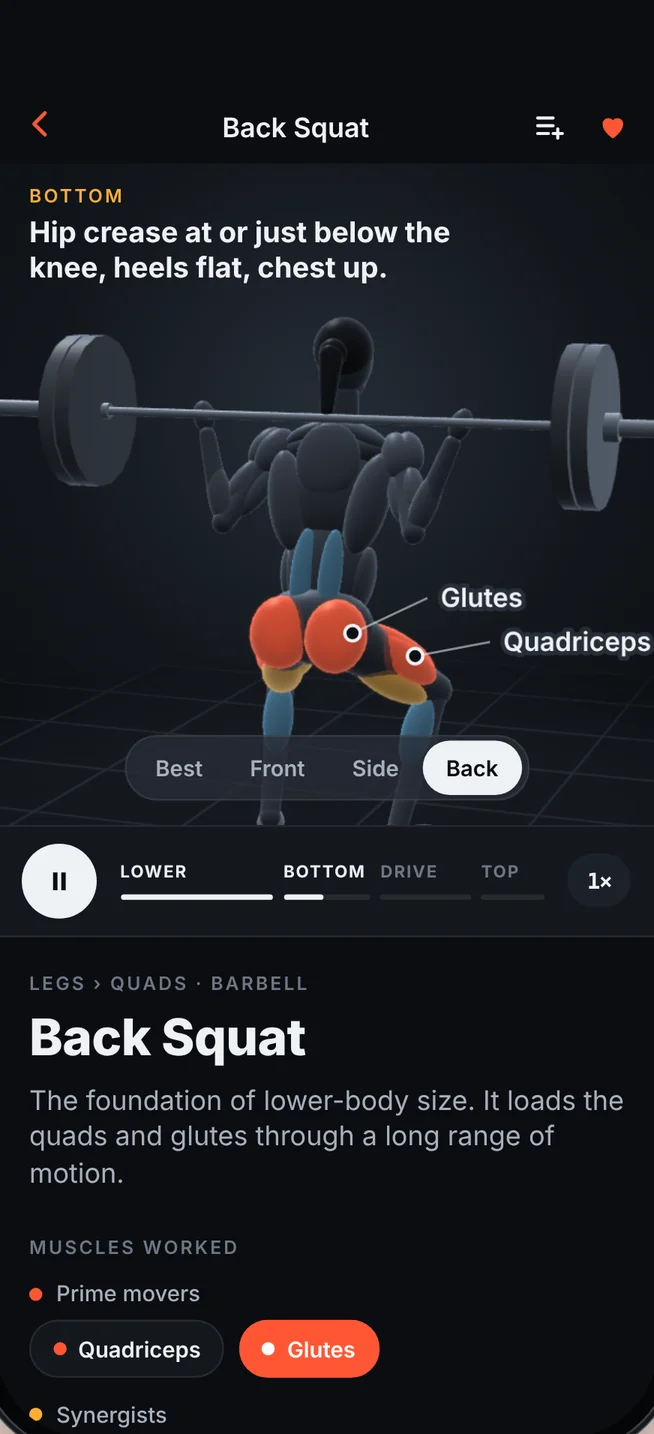 Back Squat
BOTTOM
Hip crease at or just below the
knee, heels flat, chest up.
Glutes
Quadriceps
Best Front Side Back
LOWER BOTTOM DRIVE TOP 1×
LEGS › QUADS · BARBELL
Back Squat
The foundation of lower-body size. It loads the
quads and glutes through a long range of
motion.
MUSCLES WORKED
Prime movers
Quadriceps Glutes
Synergists